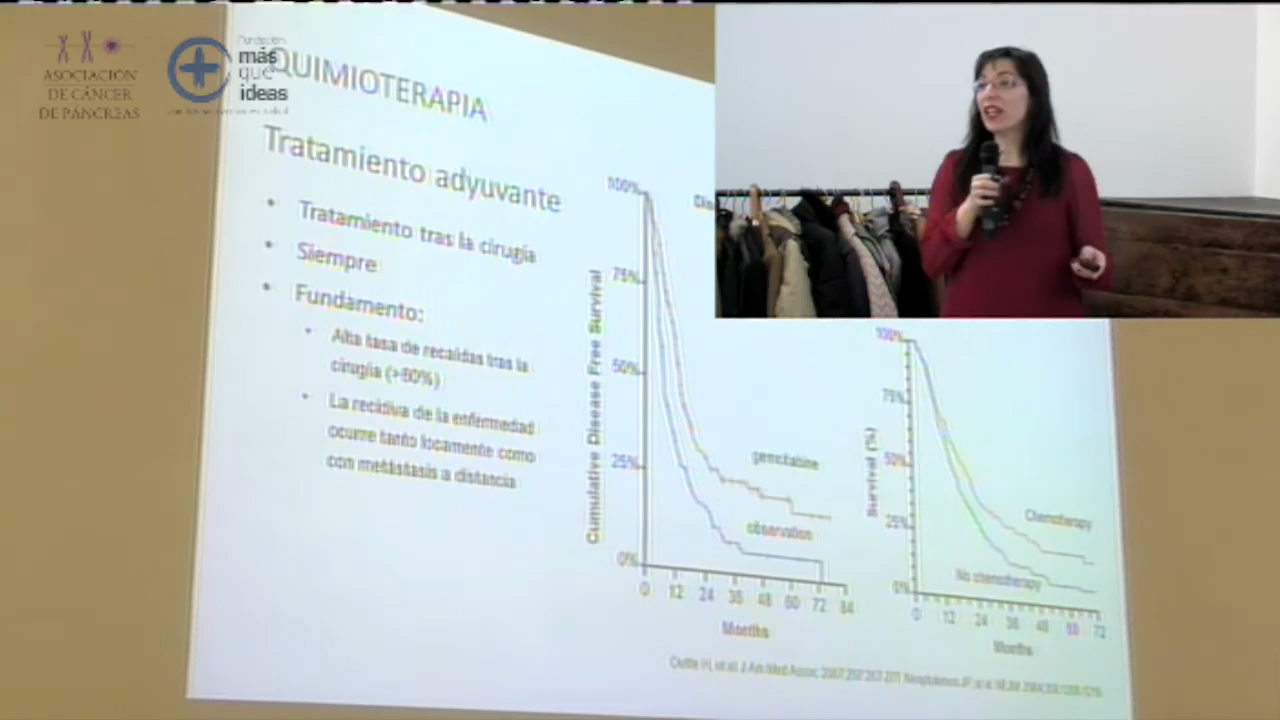 ASOCIACIÓN
DE CÁNCER
DE PÁNCREAS
Fundación
más
que
ideas
QUIMIOTERAPIA
Tratamiento adyuvante
• Tratamiento tras la cirugía
• Siempre
• Fundamento:
• Alta tasa de recaídas tras la
cirugía (>80%)
• La recidiva de la enfermedad
ocurre tanto locamente como
con metástasis a distancia
Cumulative Disease Free Survival
100%
75%
50%
25%
0%
gemcitabine
observation
0 12 24 36 48 60 72 84
Months
Survival (%)
100%
75%
50%
25%
0%
Chemotherapy
No chemotherapy
0 12 24 36 48 60 72
Months